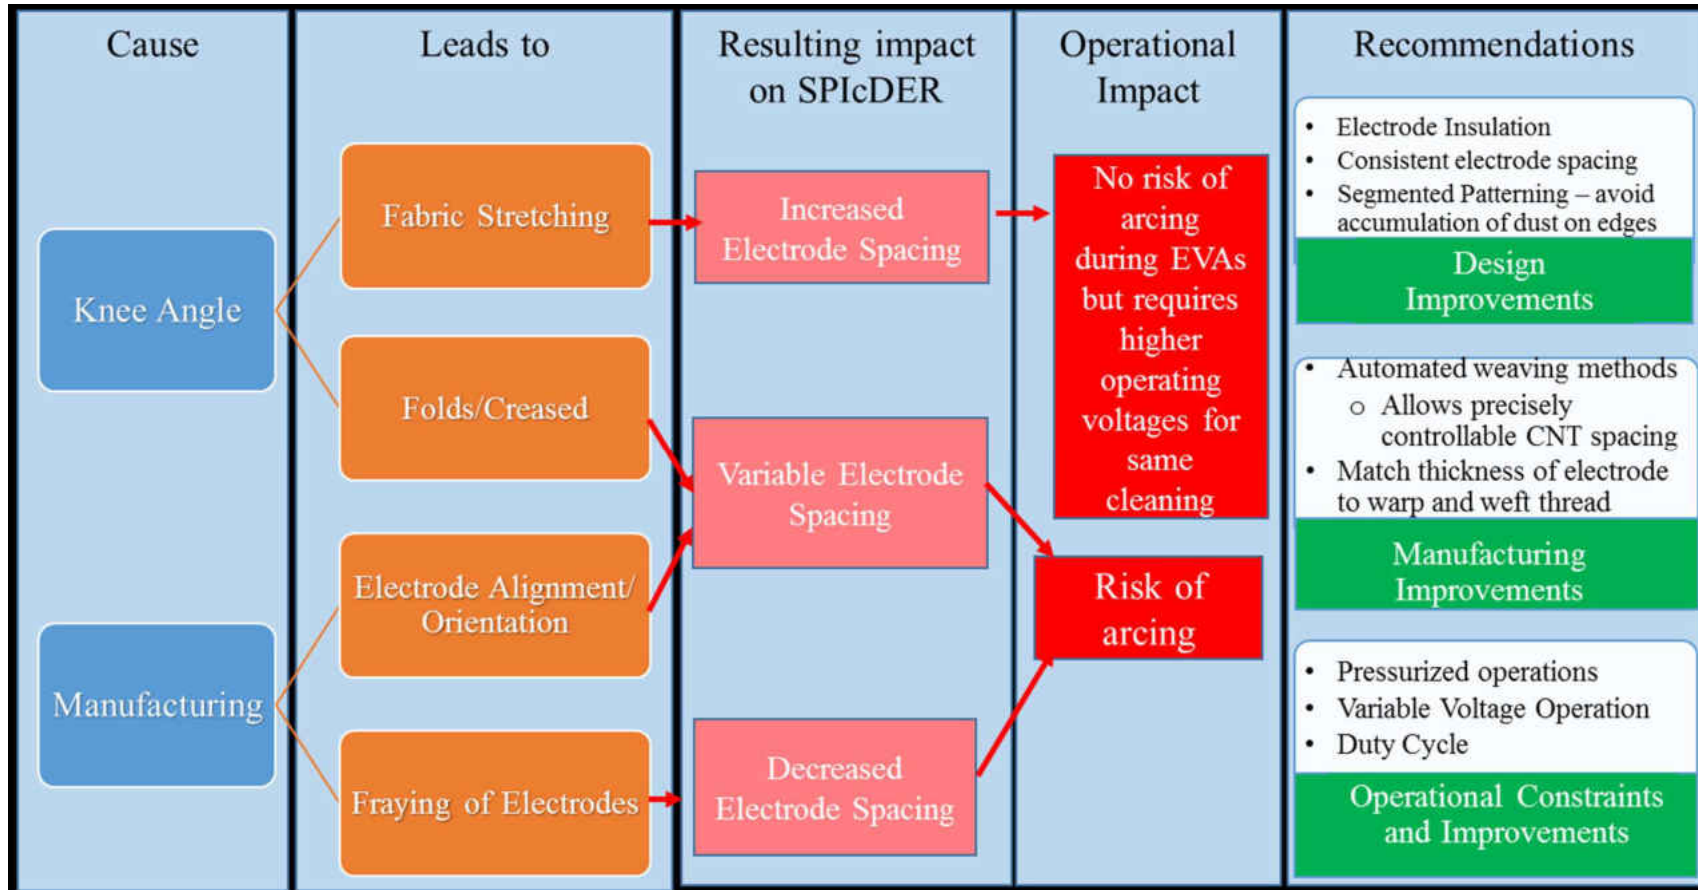 Cause
Leads to
Resulting impact
on SPIcDER
Operational
Impact
Recommendations
Knee Angle
Manufacturing
Fabric Stretching
Folds/Creased
Electrode Alignment/
Orientation
Fraying of Electrodes
Increased
Electrode Spacing
Variable Electrode
Spacing
Decreased
Electrode Spacing
No risk of
arcing
during EVAs
but requires
higher
operating
voltages for
same
cleaning
Risk of
arcing
• Electrode Insulation
• Consistent electrode spacing
• Segmented Patterning – avoid
accumulation of dust on edges
Design
Improvements
• Automated weaving methods
o Allows precisely
controllable CNT spacing
• Match thickness of electrode
to warp and weft thread
Manufacturing
Improvements
• Pressurized operations
• Variable Voltage Operation
• Duty Cycle
Operational Constraints
and Improvements